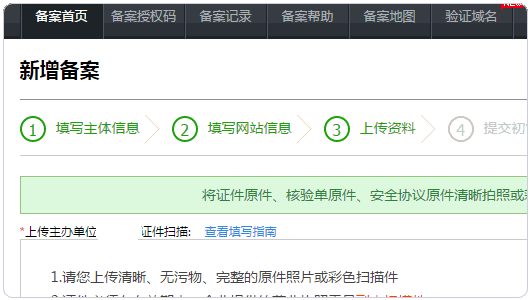 NEW
备案首页 备案授权码 备案记录 备案帮助 备案地图 验证域名
新增备案
1 填写主体信息 2 填写网站信息 3 上传资料 4 提交初
将证件原件、核验单原件、安全协议原件清晰拍照或
*上传主办单位 证件扫描: 查看填写指南
1.请您上传清晰、无污物、完整的原件照片或彩色扫描件